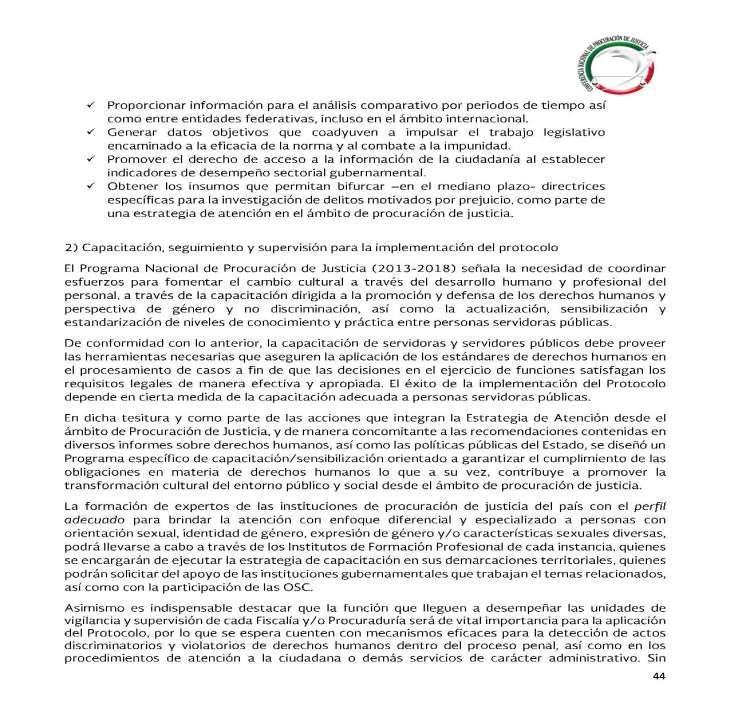 CONFERENCIA NACIONAL DE PROCURACIÓN DE JUSTICIA
✓ Proporcionar información para el análisis comparativo por periodos de tiempo así
como entre entidades federativas, incluso en el ámbito internacional.
✓ Generar datos objetivos que coadyuven a impulsar el trabajo legislativo
encaminado a la eficacia de la norma y al combate a la impunidad.
✓ Promover el derecho de acceso a la información de la ciudadanía al establecer
indicadores de desempeño sectorial gubernamental.
✓ Obtener los insumos que permitan bifurcar –en el mediano plazo- directrices
específicas para la investigación de delitos motivados por prejuicio, como parte de
una estrategia de atención en el ámbito de procuración de justicia.
2) Capacitación, seguimiento y supervisión para la implementación del protocolo
El Programa Nacional de Procuración de Justicia (2013-2018) señala la necesidad de coordinar
esfuerzos para fomentar el cambio cultural a través del desarrollo humano y profesional del
personal, a través de la capacitación dirigida a la promoción y defensa de los derechos humanos y
perspectiva de género y no discriminación, así como la actualización, sensibilización y
estandarización de niveles de conocimiento y práctica entre personas servidoras públicas.
De conformidad con lo anterior, la capacitación de servidoras y servidores públicos debe proveer
las herramientas necesarias que aseguren la aplicación de los estándares de derechos humanos en
el procesamiento de casos a fin de que las decisiones en el ejercicio de funciones satisfagan los
requisitos legales de manera efectiva y apropiada. El éxito de la implementación del Protocolo
depende en cierta medida de la capacitación adecuada a personas servidoras públicas.
En dicha tesitura y como parte de las acciones que integran la Estrategia de Atención desde el
ámbito de Procuración de Justicia, y de manera concomitante a las recomendaciones contenidas en
diversos informes sobre derechos humanos, así como las políticas públicas del Estado, se diseñó un
Programa específico de capacitación/sensibilización orientado a garantizar el cumplimiento de las
obligaciones en materia de derechos humanos lo que a su vez, contribuye a promover la
transformación cultural del entorno público y social desde el ámbito de procuración de justicia.
La formación de expertos de las instituciones de procuración de justicia del país con el perfil
adecuado para brindar la atención con enfoque diferencial y especializado a personas con
orientación sexual, identidad de género, expresión de género y/o características sexuales diversas,
podrá llevarse a cabo a través de los Institutos de Formación Profesional de cada instancia, quienes
se encargarán de ejecutar la estrategia de capacitación en sus demarcaciones territoriales, quienes
podrán solicitar del apoyo de las instituciones gubernamentales que trabajan el temas relacionados,
así como con la participación de las OSC.
Asimismo es indispensable destacar que la función que lleguen a desempeñar las unidades de
vigilancia y supervisión de cada Fiscalía y/o Procuraduría será de vital importancia para la aplicación
del Protocolo, por lo que se espera cuenten con mecanismos eficaces para la detección de actos
discriminatorios y violatorios de derechos humanos dentro del proceso penal, así como en los
procedimientos de atención a la ciudadana o demás servicios de carácter administrativo. Sin
44